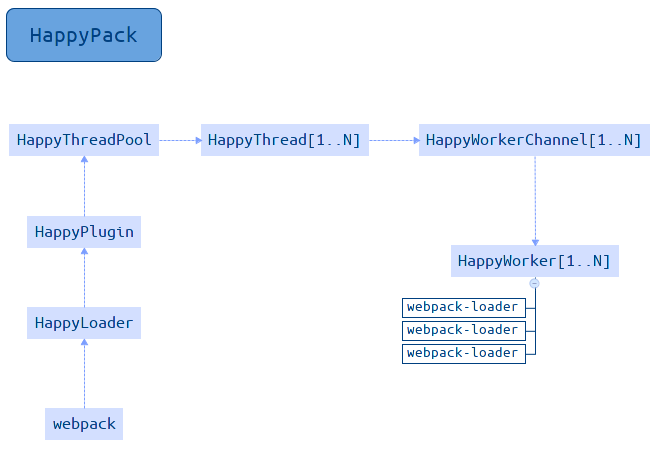 HappyPack
HappyThreadPool
HappyThread[1..N]
HappyWorkerChannel[1..N]
HappyPlugin
HappyWorker[1..N]
webpack-loader
HappyLoader
webpack-loader
webpack-loader
webpack